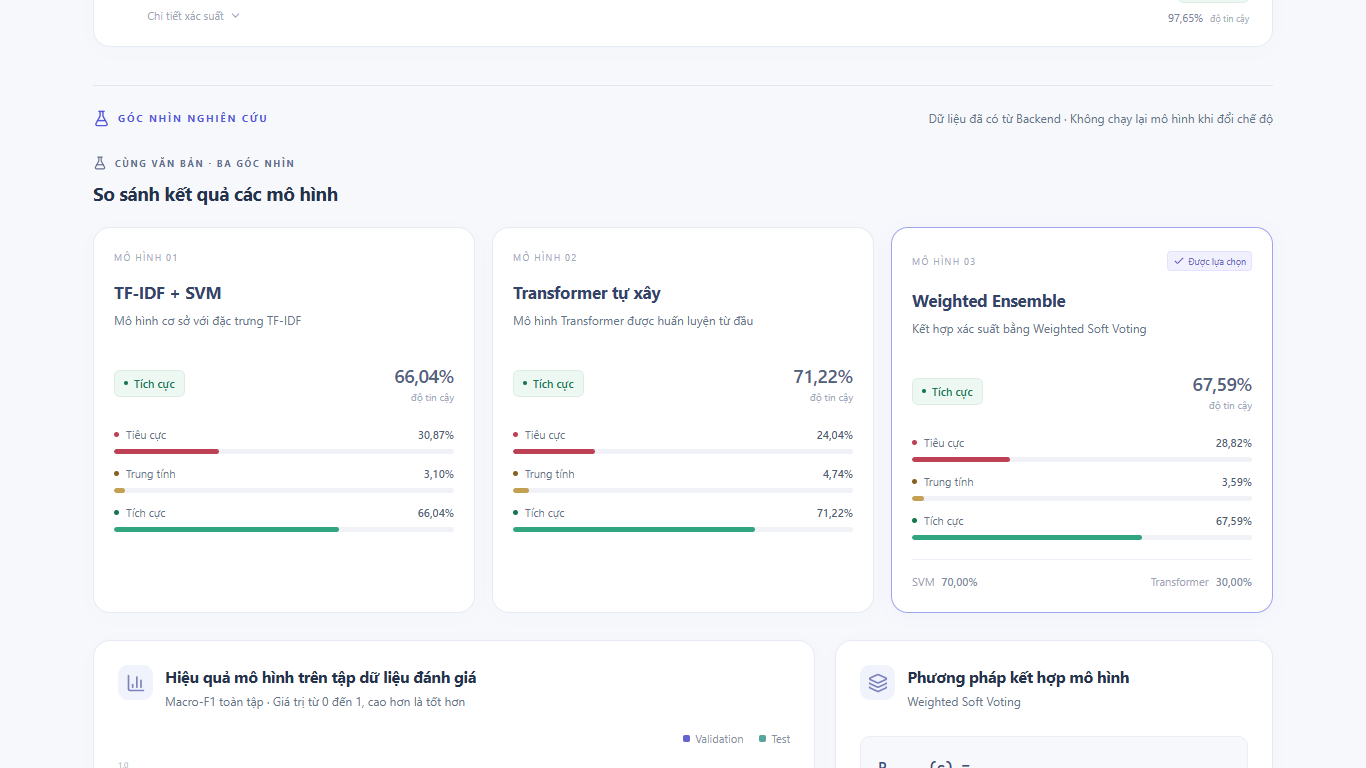 Chi tiết xác suất
97,65% độ tin cậy
GÓC NHÌN NGHIÊN CỨU
Dữ liệu đã có từ Backend · Không chạy lại mô hình khi đổi chế độ
CÙNG VĂN BẢN · BA GÓC NHÌN
So sánh kết quả các mô hình
MÔ HÌNH 01
TF-IDF + SVM
Mô hình cơ sở với đặc trưng TF-IDF
Tích cực
66,04%
độ tin cậy
Tiêu cực 30,87%
Trung tính 3,10%
Tích cực 66,04%
MÔ HÌNH 02
Transformer tự xây
Mô hình Transformer được huấn luyện từ đầu
Tích cực
71,22%
độ tin cậy
Tiêu cực 24,04%
Trung tính 4,74%
Tích cực 71,22%
MÔ HÌNH 03
Được lựa chọn
Weighted Ensemble
Kết hợp xác suất bằng Weighted Soft Voting
Tích cực
67,59%
độ tin cậy
Tiêu cực 28,82%
Trung tính 3,59%
Tích cực 67,59%
SVM 70,00% Transformer 30,00%
Hiệu quả mô hình trên tập dữ liệu đánh giá
Macro-F1 toàn tập · Giá trị từ 0 đến 1, cao hơn là tốt hơn
Validation Test
1.0
Phương pháp kết hợp mô hình
Weighted Soft Voting